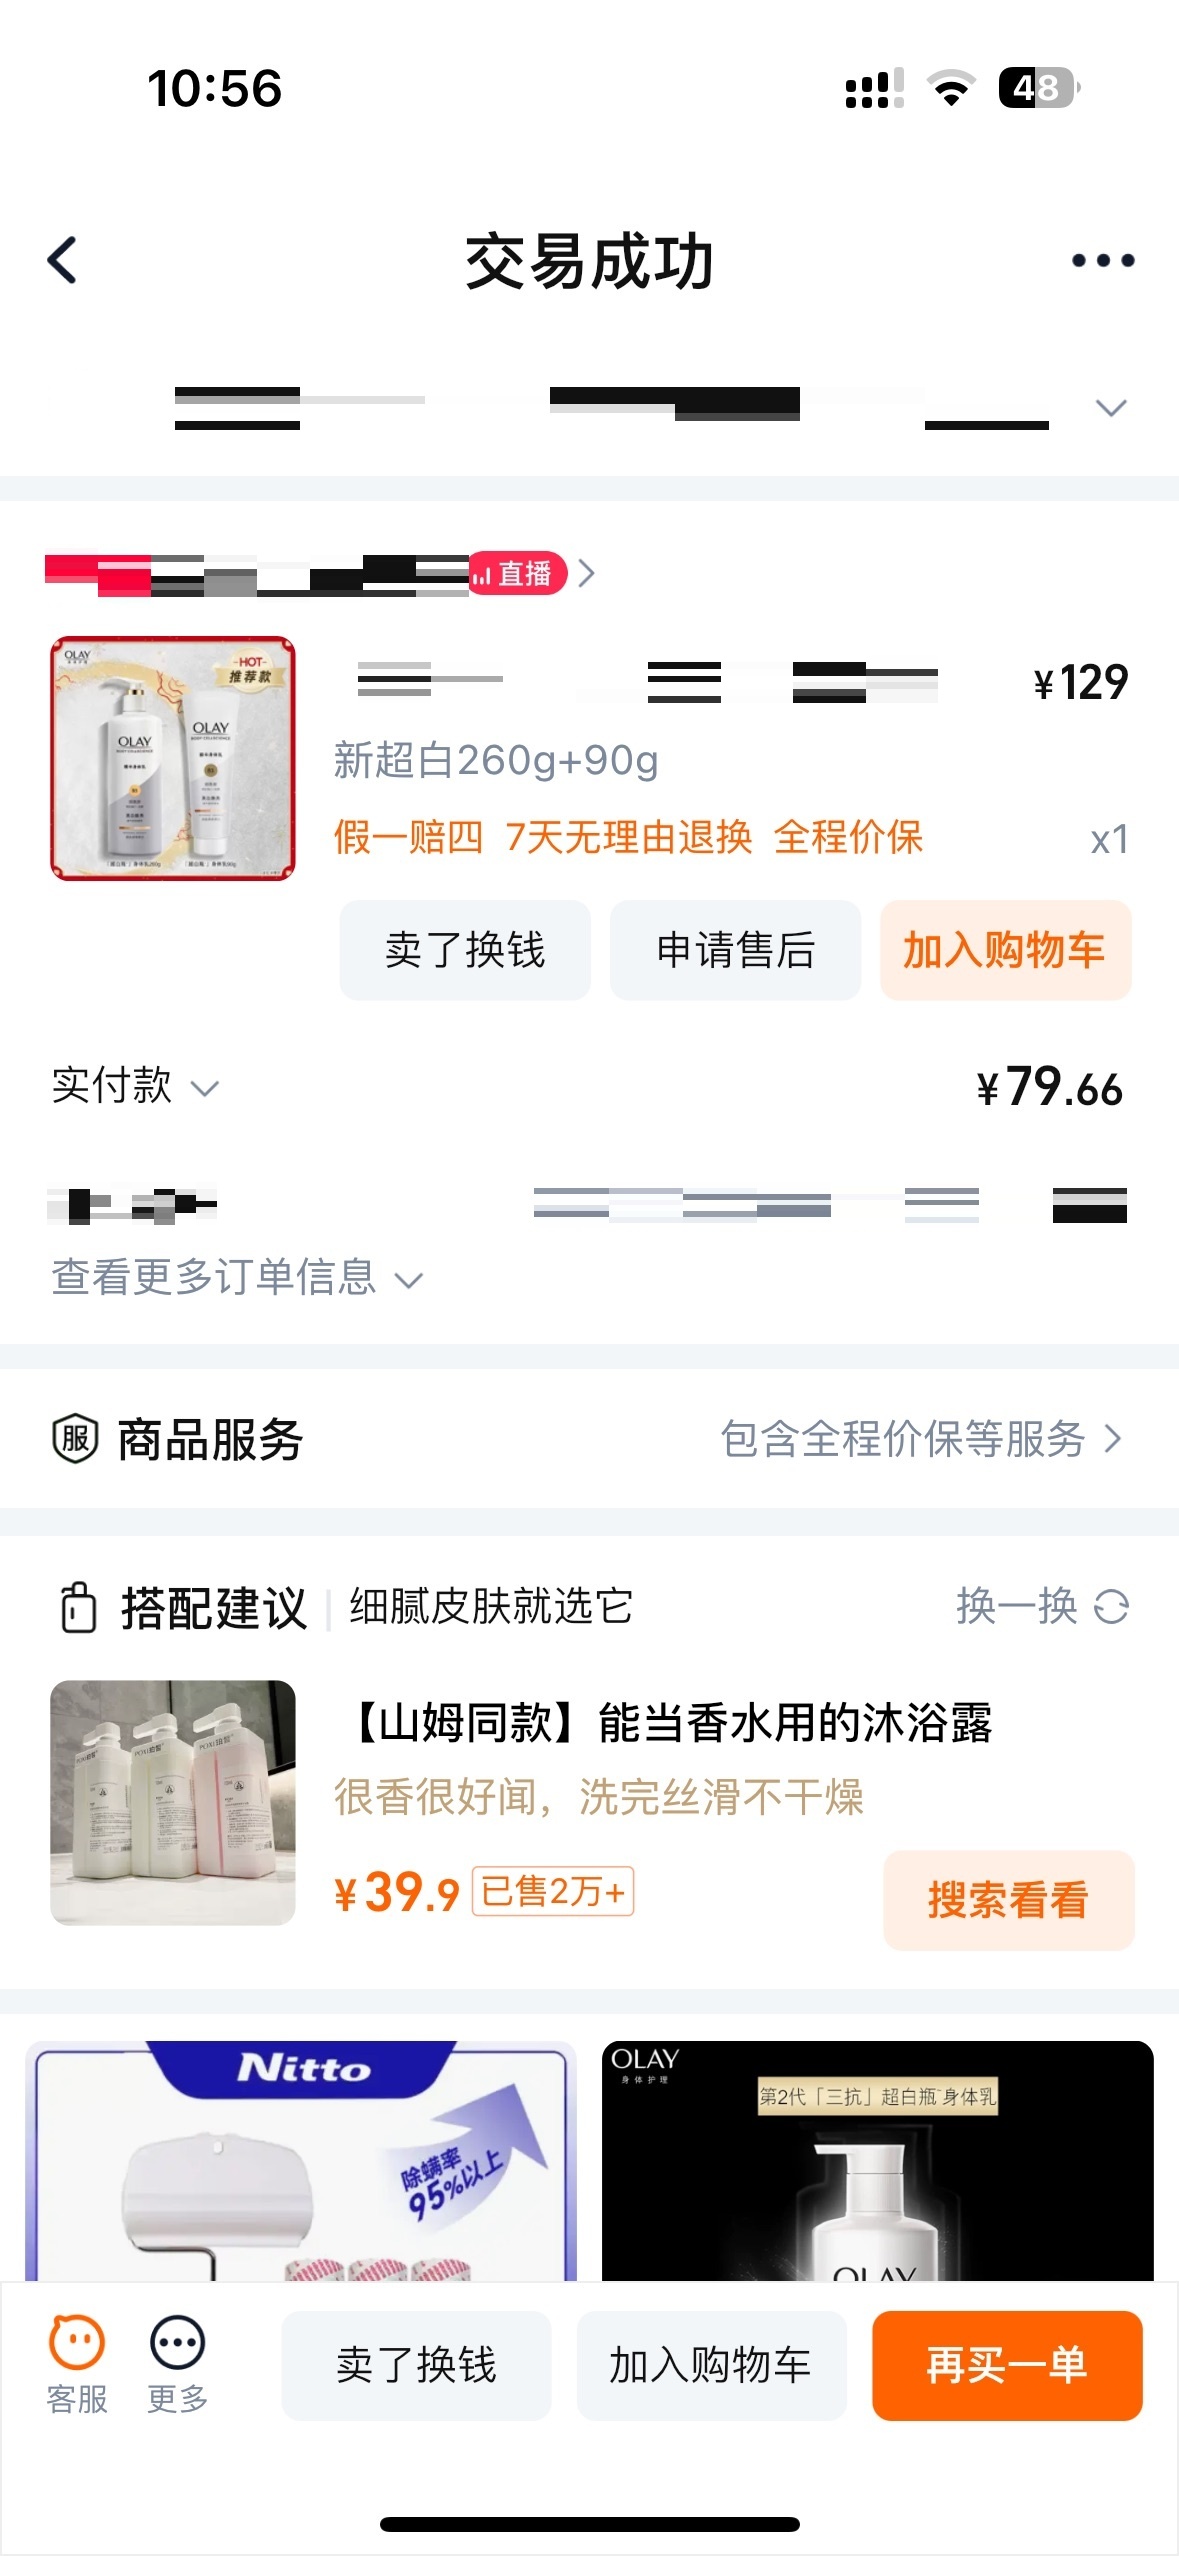 10:56
48
交易成功
直播
¥129
新超白260g+90g
假一赔四 7天无理由退换 全程价保
x1
OLAY
HOT
推荐款
OLAY
OLAY
卖了换钱
申请售后
加入购物车
实付款
¥79.66
查看更多订单信息
服 商品服务
包含全程价保等服务
搭配建议
细腻皮肤就选它
换一换
【山姆同款】能当香水用的沐浴露
很香很好闻，洗完丝滑不干燥
¥39.9
已售2万+
搜索看看
Nitto
除螨率
95%以上
OLAY
身体护理
第2代「三抗」超白瓶 身体乳
OLAY
客服
更多
卖了换钱
加入购物车
再买一单